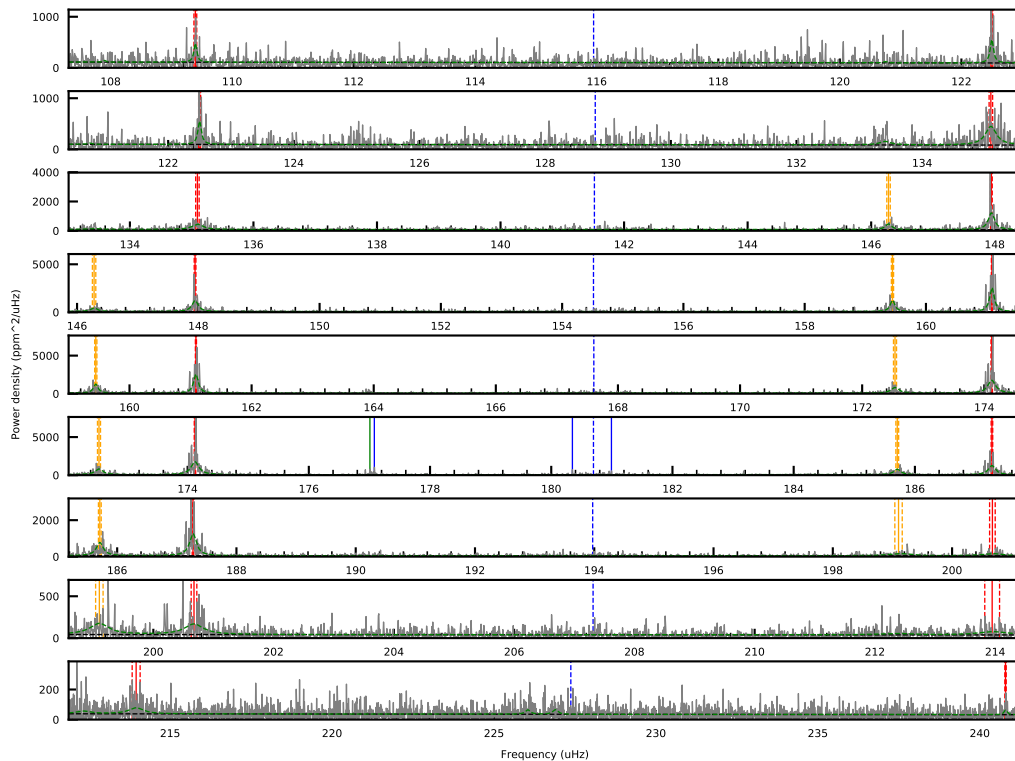 1000
0
108 110 112 114 116 118 120 122
1000
0
122 124 126 128 130 132 134
4000
2000
0
134 136 138 140 142 144 146 148
5000
0
146 148 150 152 154 156 158 160
5000
0
160 162 164 166 168 170 172 174
Power density (ppm^2/uHz)
5000
0
174 176 178 180 182 184 186
2000
0
186 188 190 192 194 196 198 200
500
0
200 202 204 206 208 210 212 214
200
0
215 220 225 230 235 240
Frequency (uHz)